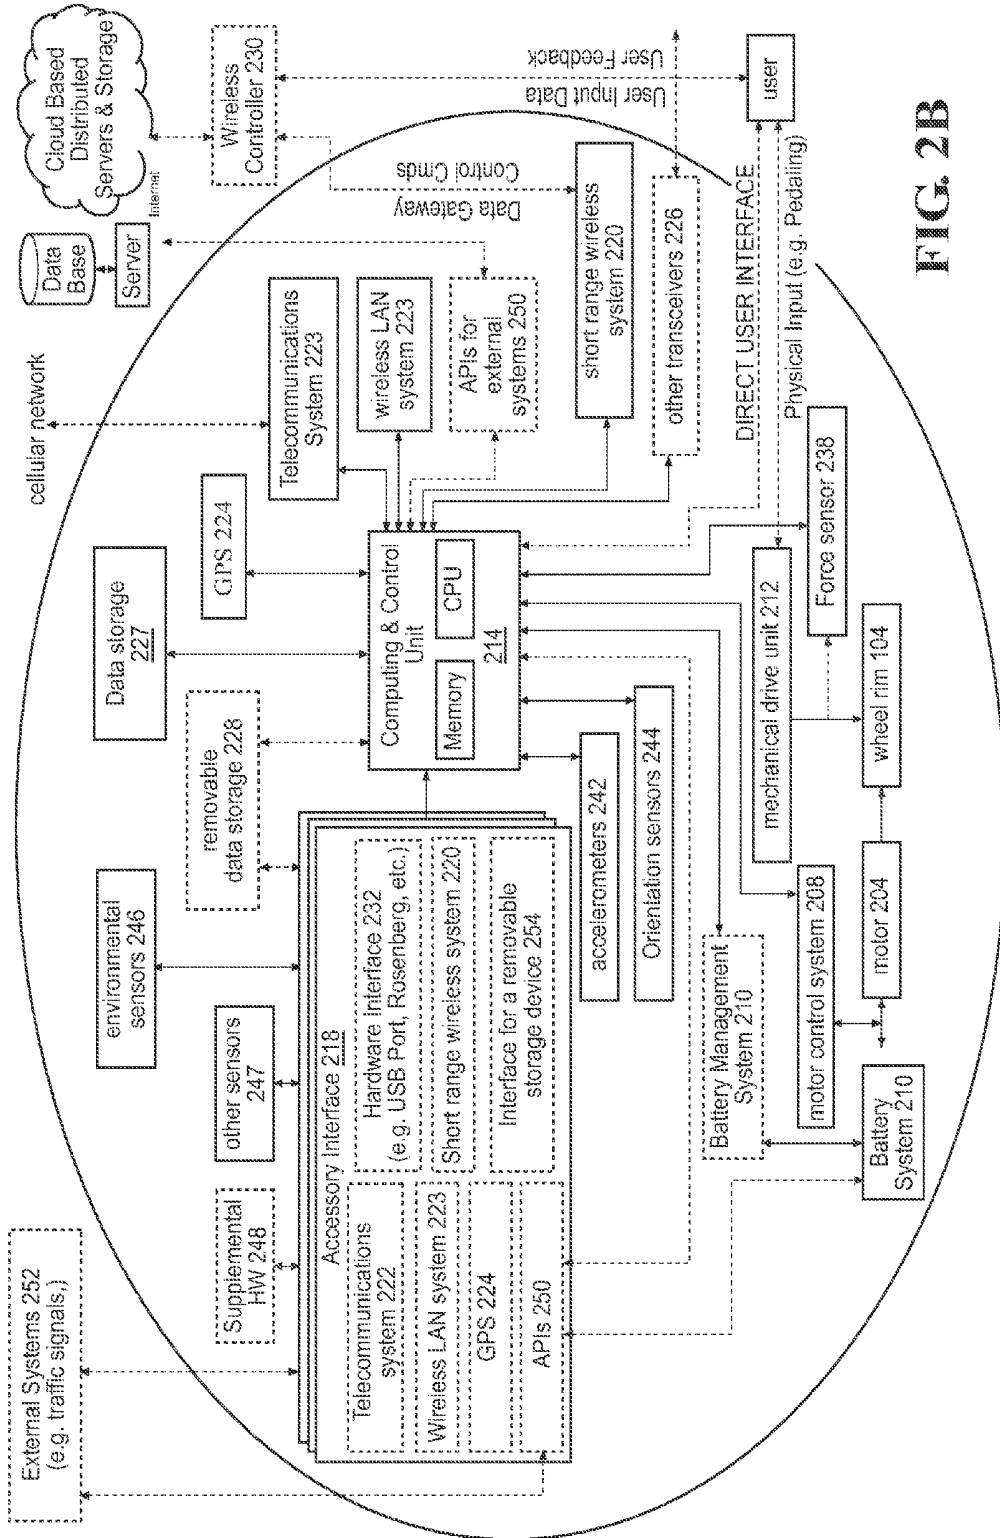 External Systems 252
(e.g. traffic signals,)
Supplemental
HW 248
other sensors
247
environmental
sensors 246
removable
data storage 228
Data storage
227
GPS 224
cellular network
Data
Base
Server
Internet
Cloud Based
Distributed
Servers & Storage
Wireless
Controller 230
Accessory Interface 218
Telecommunications
system 222
Wireless LAN system 223
GPS 224
APIs 250
Hardware Interface 232
(e.g. USB Port, Rosenberg, etc.)
Short range wireless system 220
Interface for a removable
storage device 254
Computing & Control
Unit
214
Memory
CPU
Telecommunications
System 223
wireless LAN
system 223
APIs for
external
systems 250
Data Gateway
Control Cmds
short range wireless
system 220
other transceivers 226
User Input Data
User Feedback
user
DIRECT USER INTERFACE
Physical Input (e.g. Pedaling)
accelerometers 242
Orientation sensors 244
Battery Management
System 210
Battery
System 210
motor control system 208
motor 204
mechanical drive unit 212
wheel rim 104
Force sensor 238
FIG. 2B